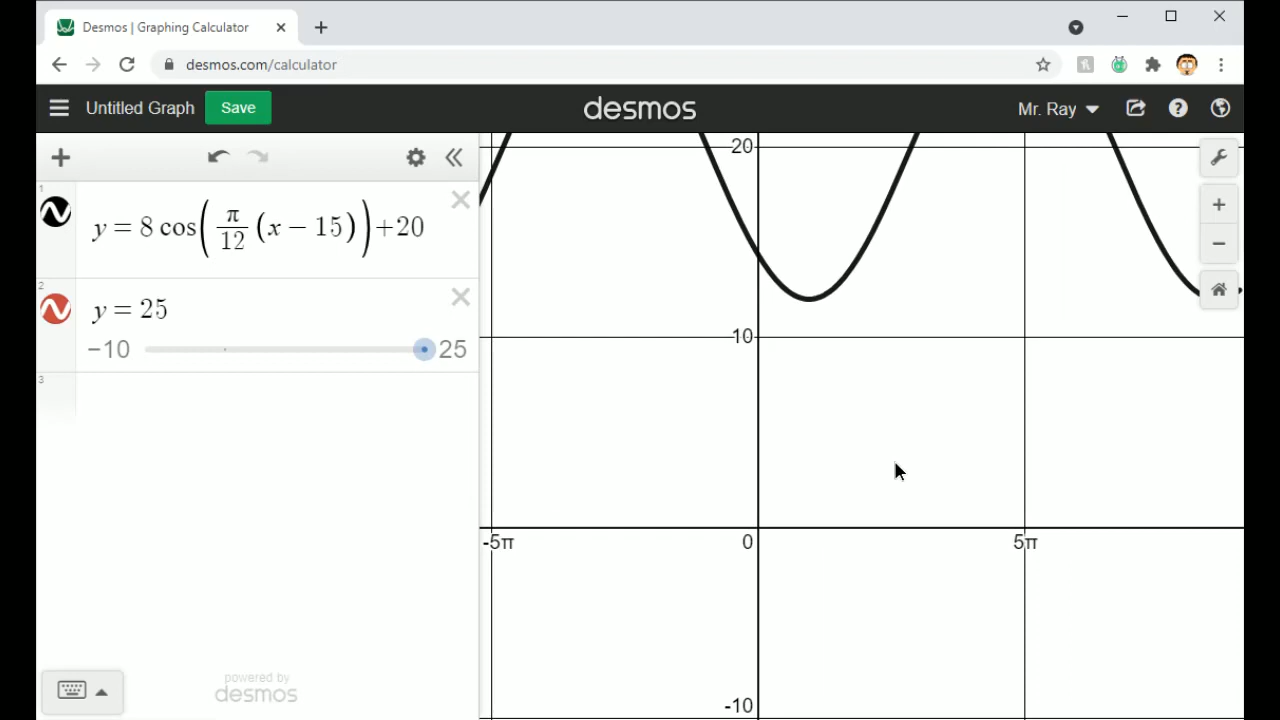 Desmos | Graphing Calculator
desmos.com/calculator
Untitled Graph Save desmos Mr. Ray
1
y = 8 cos(π/12 (x − 15)) +20
2
y = 25
−10 25
3
powered by
desmos
20
10
-5π 0 5π
-10